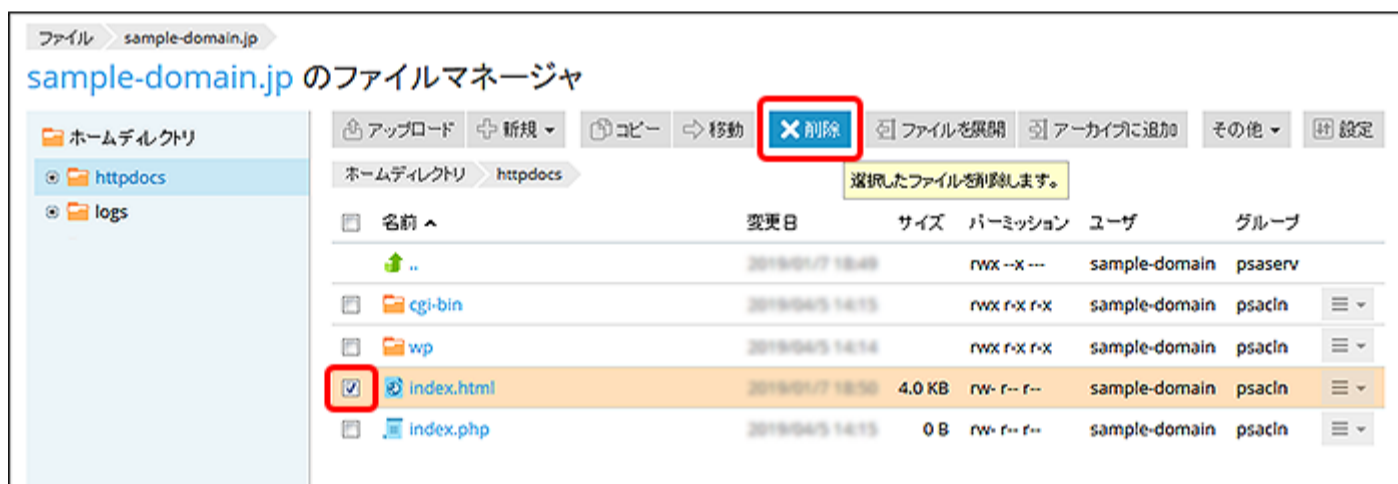 ファイル sample-domain.jp
sample-domain.jp のファイルマネージャ
ホームディレクトリ
httpdocs
logs
アップロード 新規 コピー 移動 削除 ファイルを展開 アーカイブに追加 その他 設定
ホームディレクトリ httpdocs
選択したファイルを削除します。
名前 変更日 サイズ パーミッション ユーザ グループ
.. rwx --x --- sample-domain psaserv
cgi-bin rwx r-x r-x sample-domain psacln
wp rwx r-x r-x sample-domain psacln
index.html 4.0 KB rw- r-- r-- sample-domain psacln
index.php 0 B rw- r-- r-- sample-domain psacln